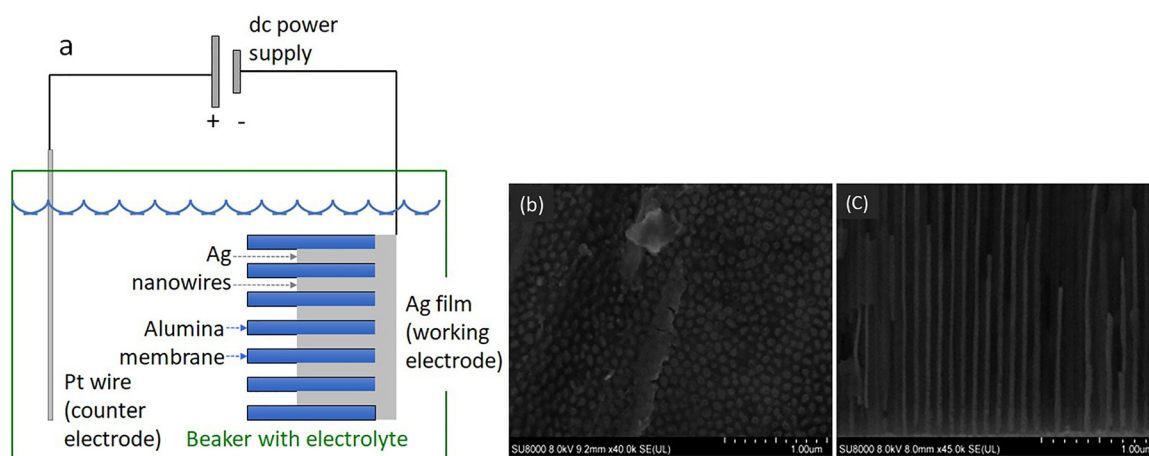 a
dc power
supply
+ -
Ag
nanowires
Alumina
membrane
Ag film
(working
electrode)
Pt wire
(counter
electrode)
Beaker with electrolyte
(b)
SU8000 8.0kV 9.2mm x40.0k SE(UL)
1.00um
(C)
SU8000 8.0kV 8.0mm x45.0k SE(UL)
1.00um